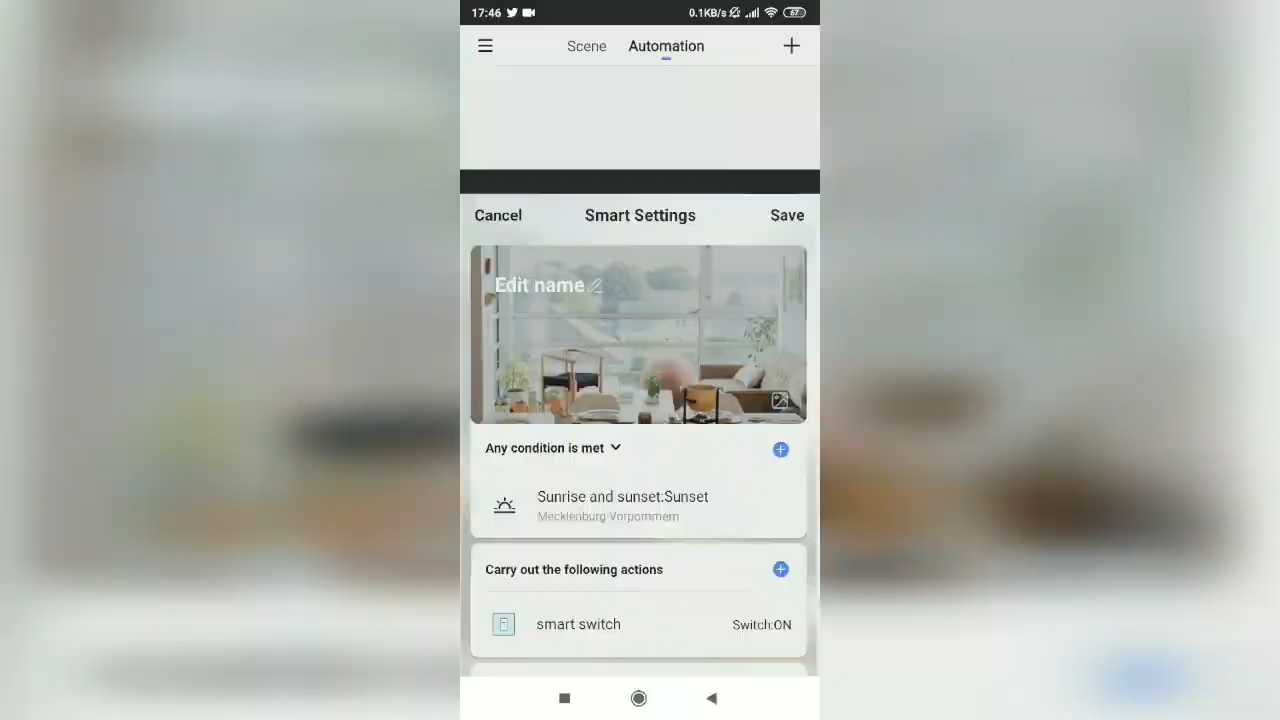 17:46 0.1KB/s 67
Scene Automation
Cancel Smart Settings Save
Edit name
Any condition is met
Sunrise and sunset:Sunset
Mecklenburg-Vorpommern
Carry out the following actions
smart switch Switch:ON